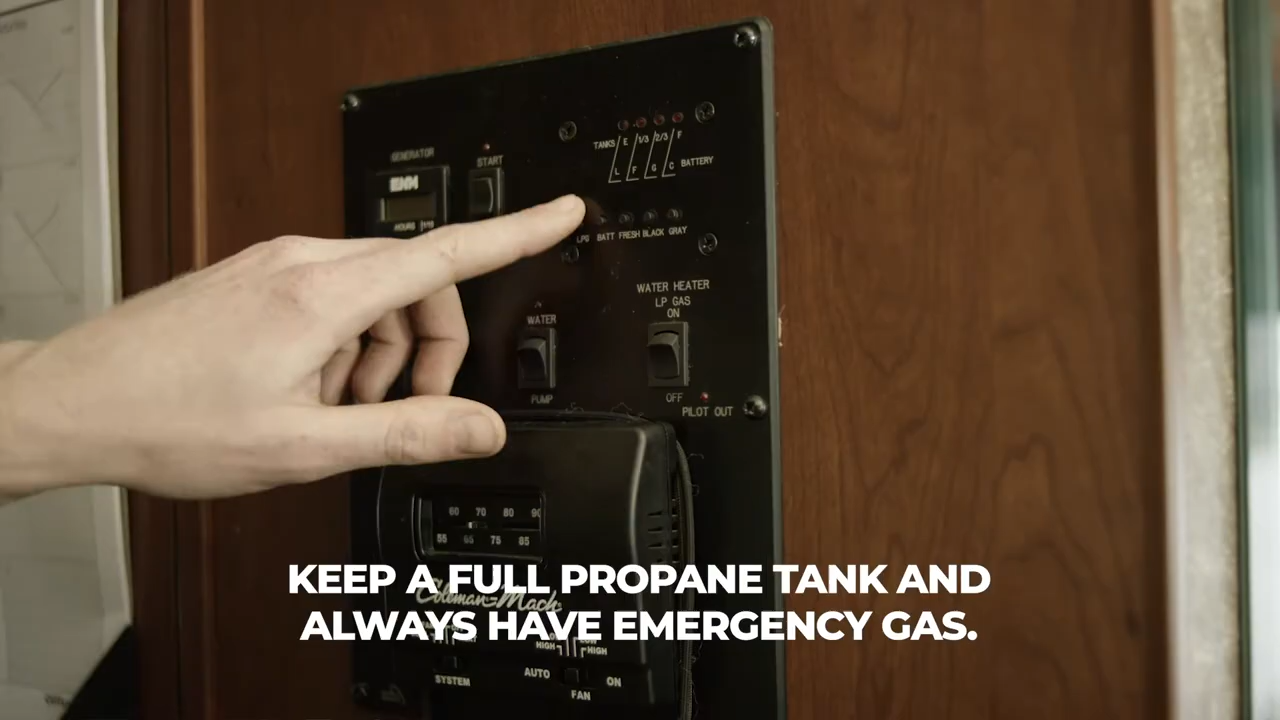 GENERATOR
START
TANKS E 1/3 2/3 F
L F G C BATTERY
HOURS 1/10
LPG BATT FRESH BLACK GRAY
WATER HEATER
LP GAS
ON
WATER
PUMP
OFF
PILOT OUT
60 70 80 90
55 65 75 85
KEEP A FULL PROPANE TANK AND
Coleman-Mach
ALWAYS HAVE EMERGENCY GAS.
HIGH HIGH
SYSTEM
AUTO ON
FAN